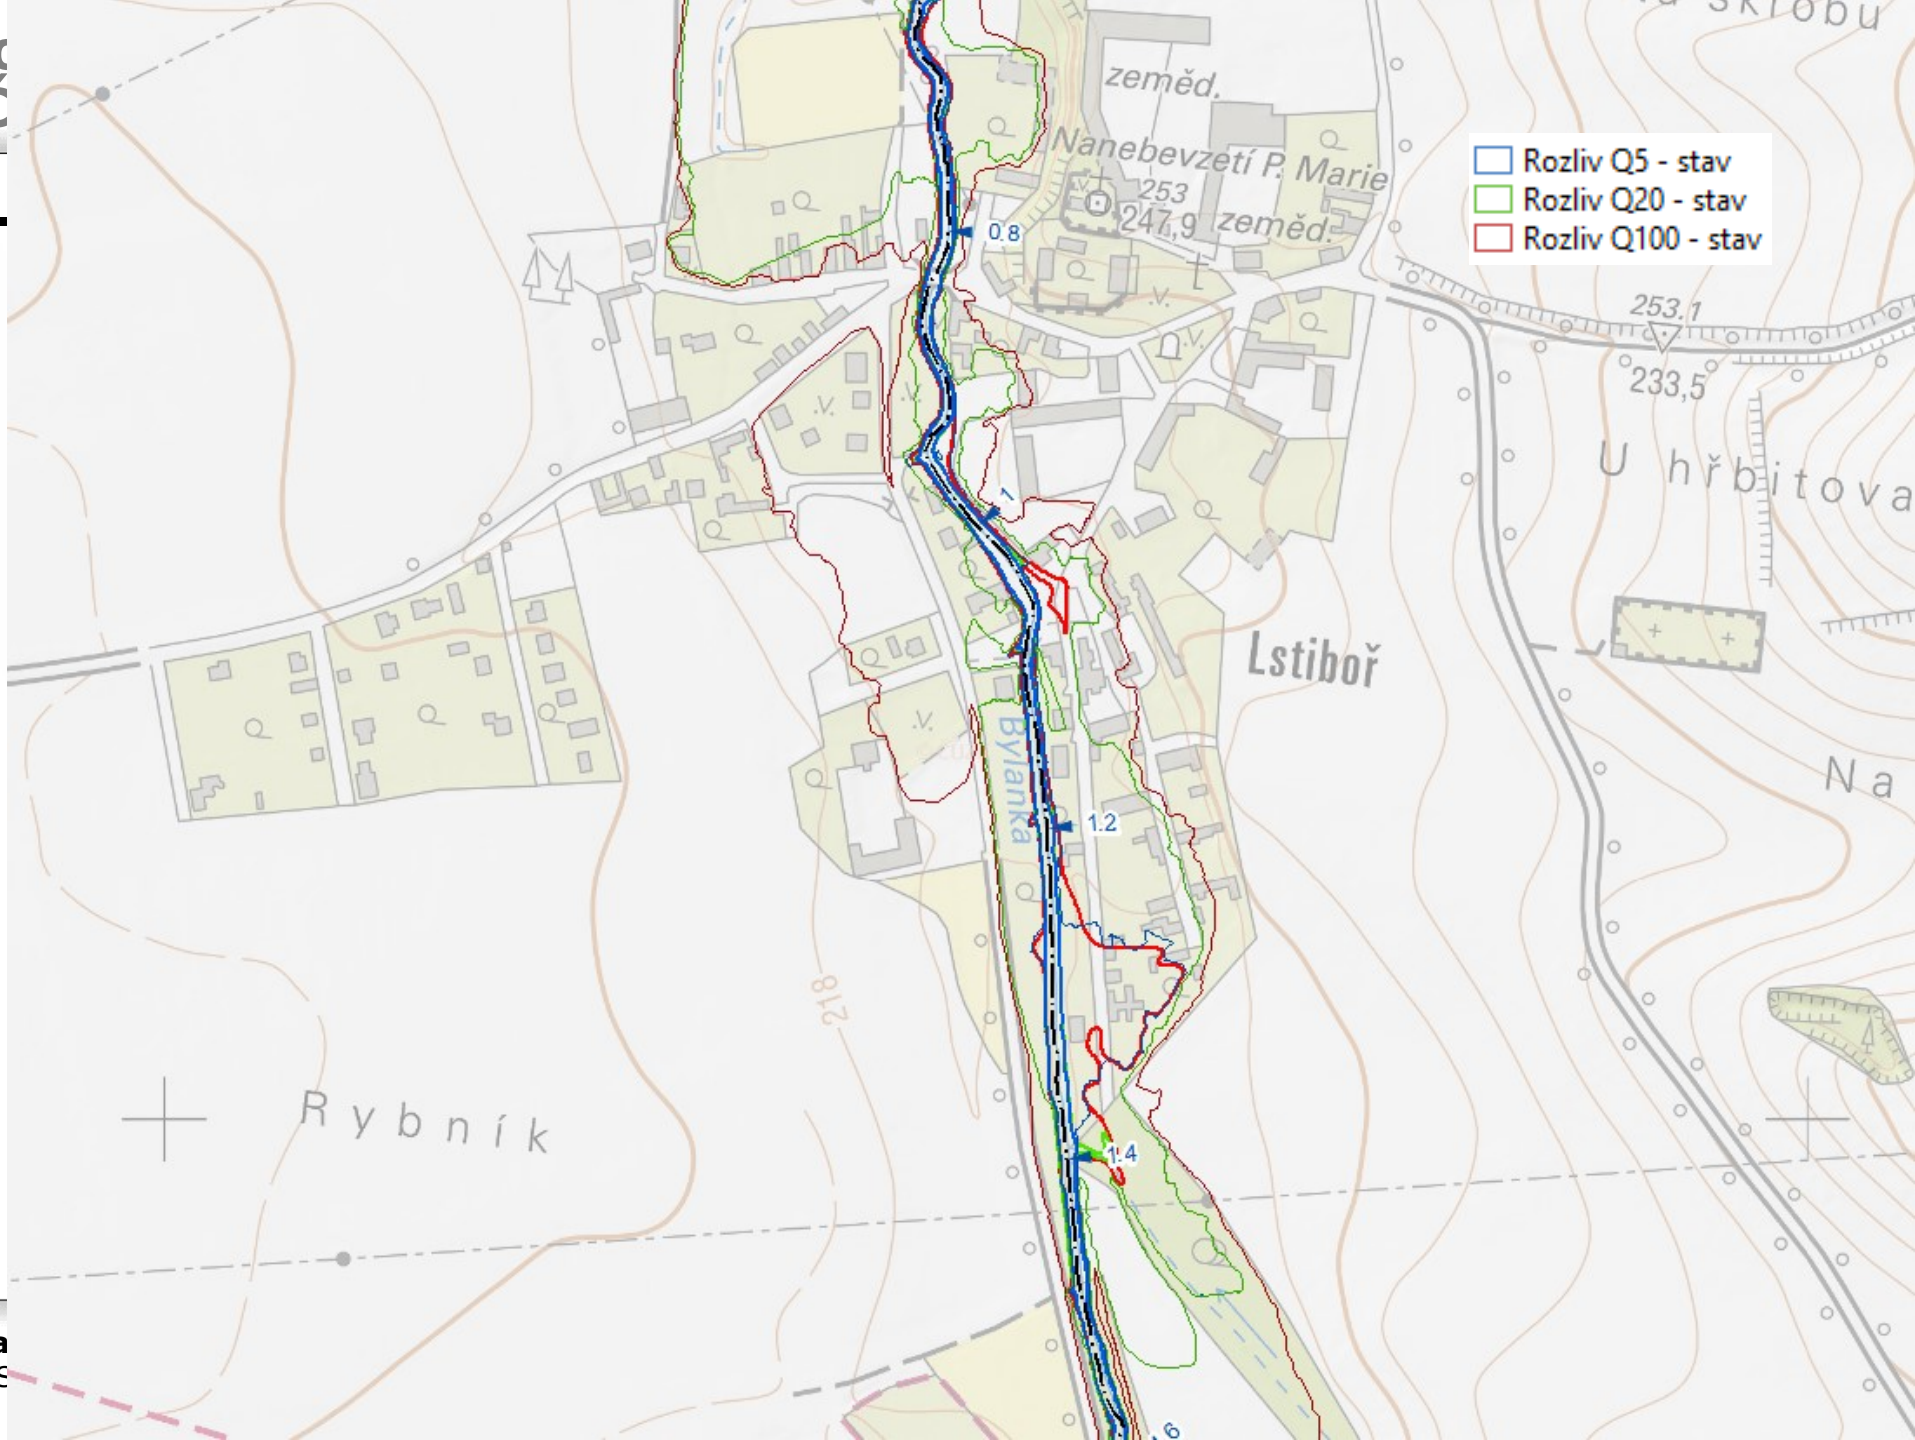 škrobu
zeměd.
Nanebevzetí P. Marie
253
247,9
zeměd.
Rozliv Q5 - stav
Rozliv Q20 - stav
Rozliv Q100 - stav
0.8
253.1
233,5
U hřbitova
1
Lstiboř
Bylanka
Na
1.2
218
Rybník
1.4